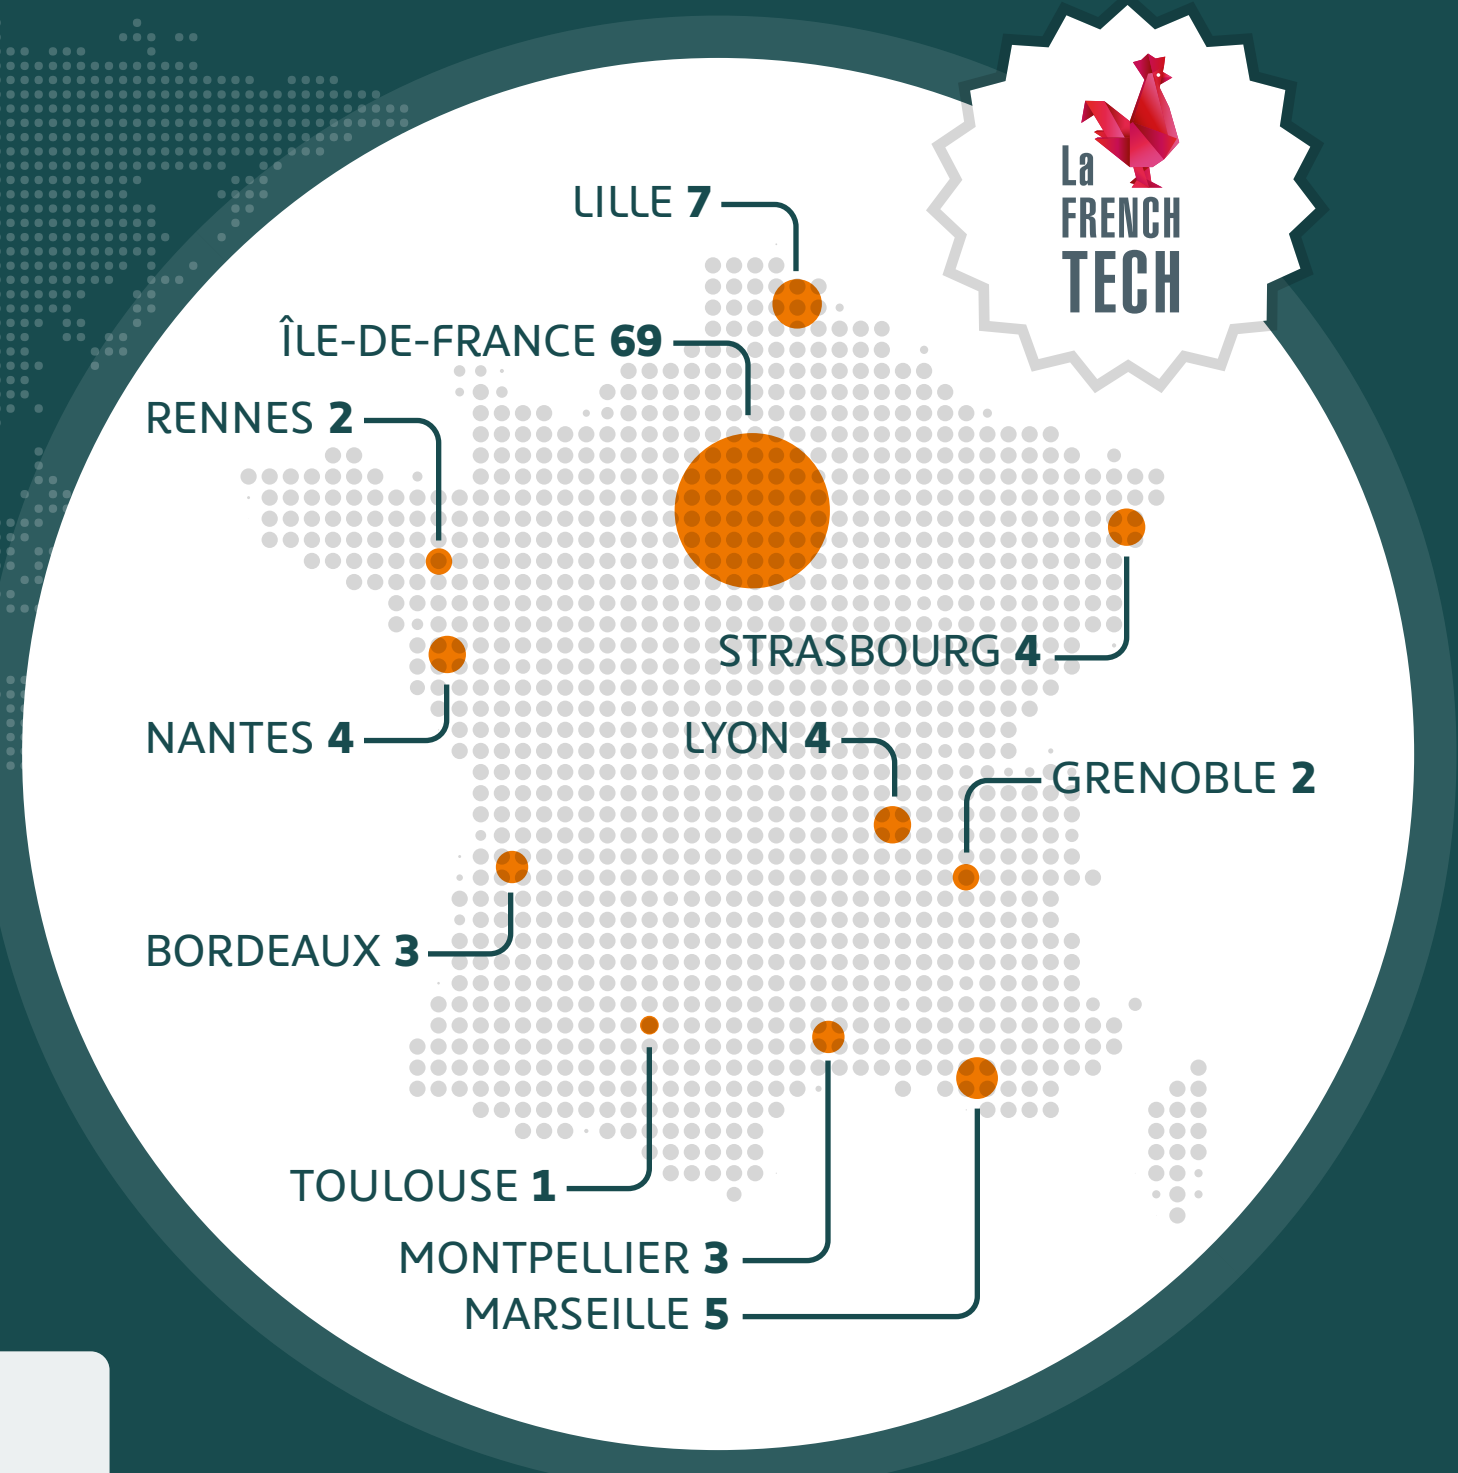 La
FRENCH
TECH
LILLE 7
ÎLE-DE-FRANCE 69
RENNES 2
STRASBOURG 4
NANTES 4
LYON 4
GRENOBLE 2
BORDEAUX 3
TOULOUSE 1
MONTPELLIER 3
MARSEILLE 5